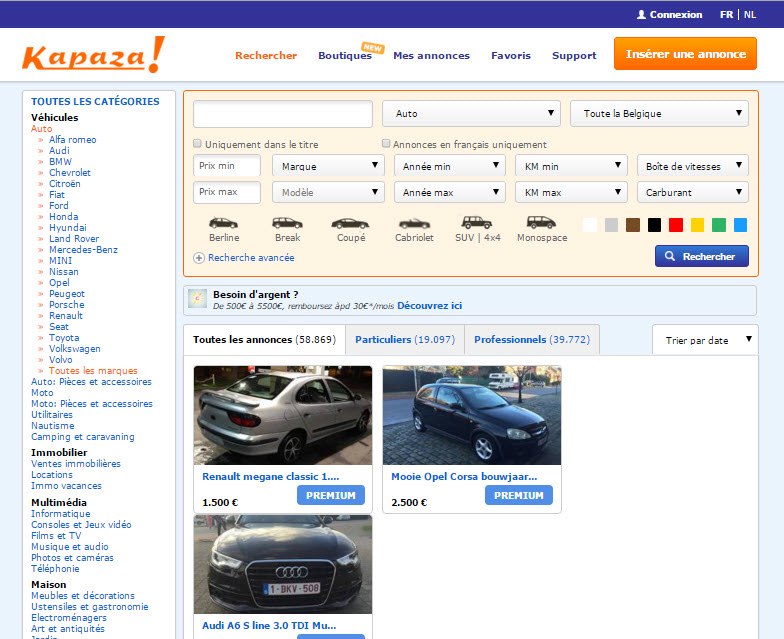 Connexion FR | NL
Kapaza!
Rechercher Boutiques NEW Mes annonces Favoris Support Insérer une annonce
TOUTES LES CATÉGORIES
Véhicules
Auto
» Alfa romeo
» Audi
» BMW
» Chevrolet
» Citroën
» Fiat
» Ford
» Honda
» Hyundai
» Land Rover
» Mercedes-Benz
» MINI
» Nissan
» Opel
» Peugeot
» Porsche
» Renault
» Seat
» Toyota
» Volkswagen
» Volvo
» Toutes les marques
Auto: Pièces et accessoires
Moto
Moto: Pièces et accessoires
Utilitaires
Nautisme
Camping et caravaning
Immobilier
Ventes immobilières
Locations
Immo vacances
Multimédia
Informatique
Consoles et Jeux vidéo
Films et TV
Musique et audio
Photos et caméras
Téléphonie
Maison
Meubles et décorations
Ustensiles et gastronomie
Electroménagers
Art et antiquités
Auto Toute la Belgique
Uniquement dans le titre Annonces en français uniquement
Prix min Marque Année min KM min Boîte de vitesses
Prix max Modèle Année max KM max Carburant
Berline Break Coupé Cabriolet SUV | 4x4 Monospace
Recherche avancée Rechercher
Besoin d'argent ?
De 500€ à 5500€, remboursez àpd 30€*/mois Découvrez ici
Toutes les annonces (58.869) Particuliers (19.097) Professionnels (39.772) Trier par date
Renault megane classic 1....
1.500 € PREMIUM
Mooie Opel Corsa bouwjaar...
2.500 € PREMIUM
1-BKV-508
Audi A6 S line 3.0 TDI Mu...